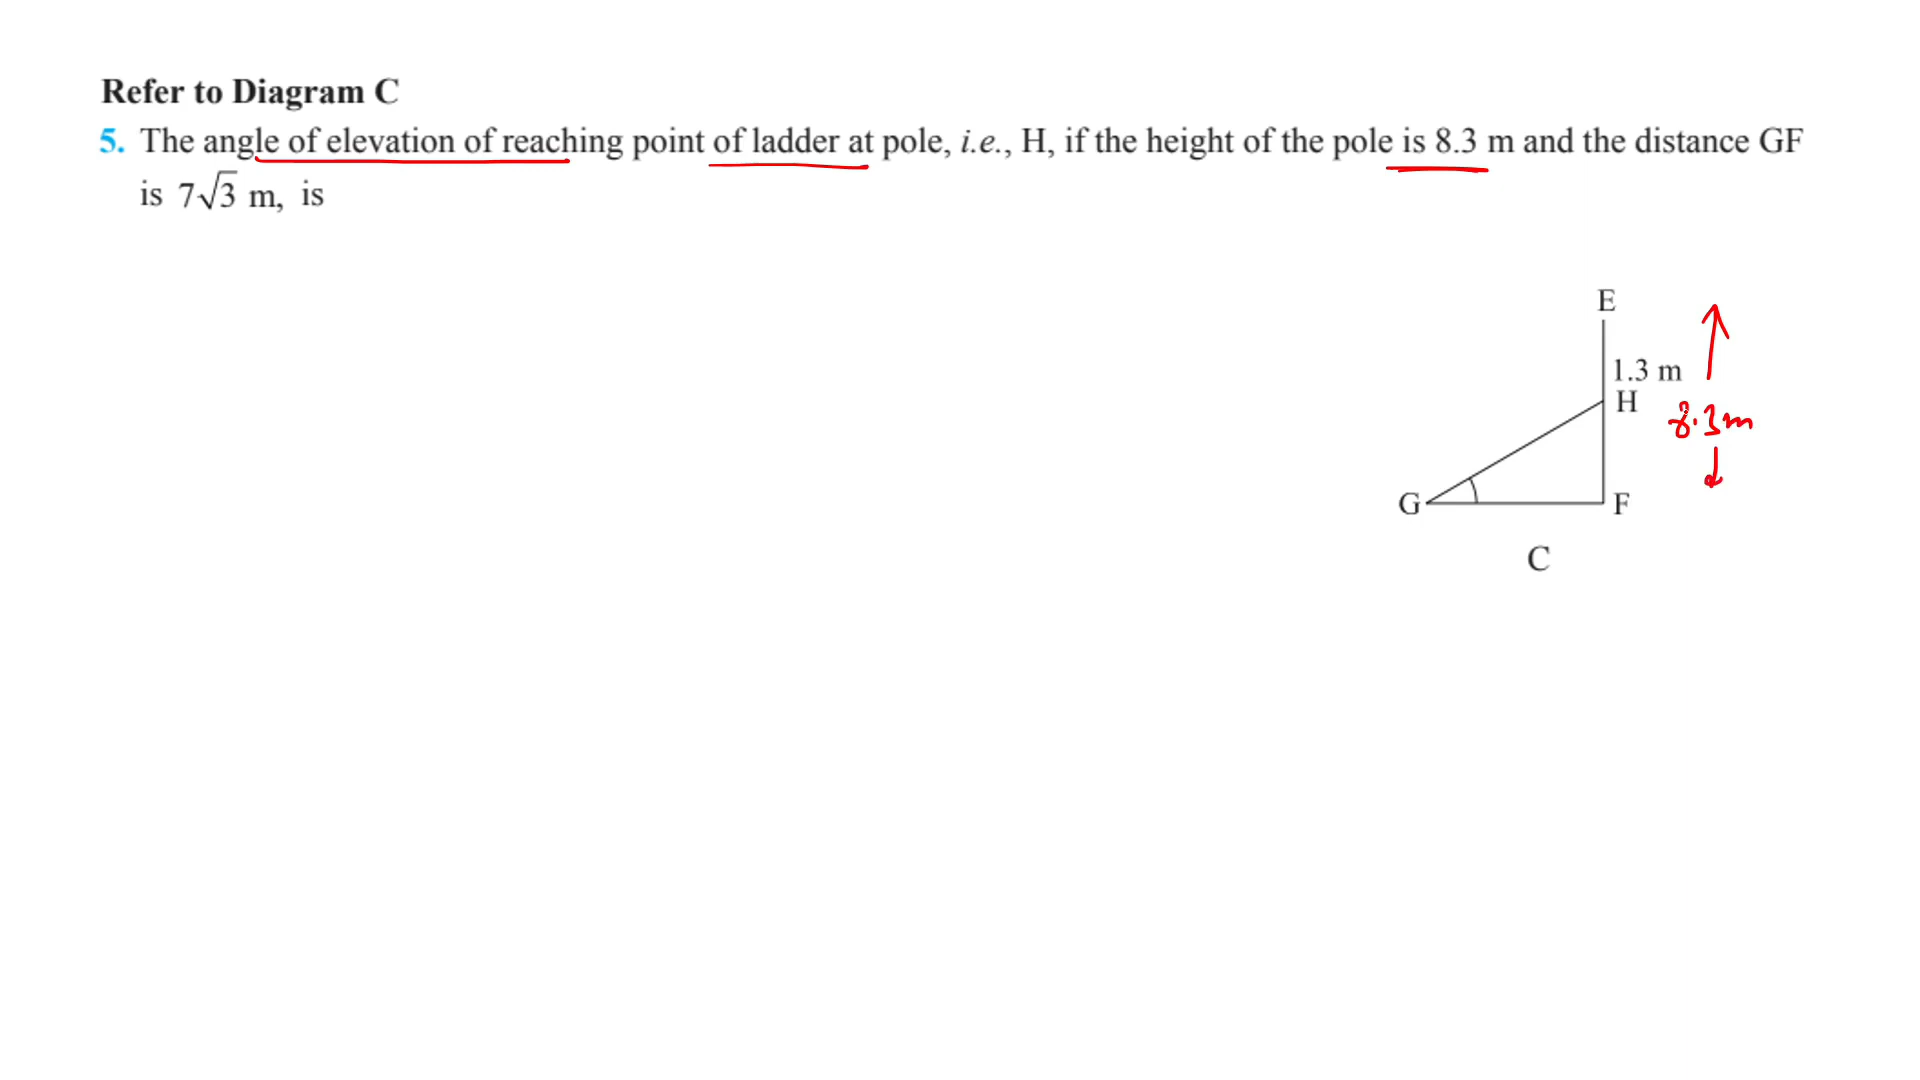 Refer to Diagram C
5. The angle of elevation of reaching point of ladder at pole, i.e., H, if the height of the pole is 8.3 m and the distance GF
is 7√3 m, is
E
1.3 m
H
8.3m
G
F
C